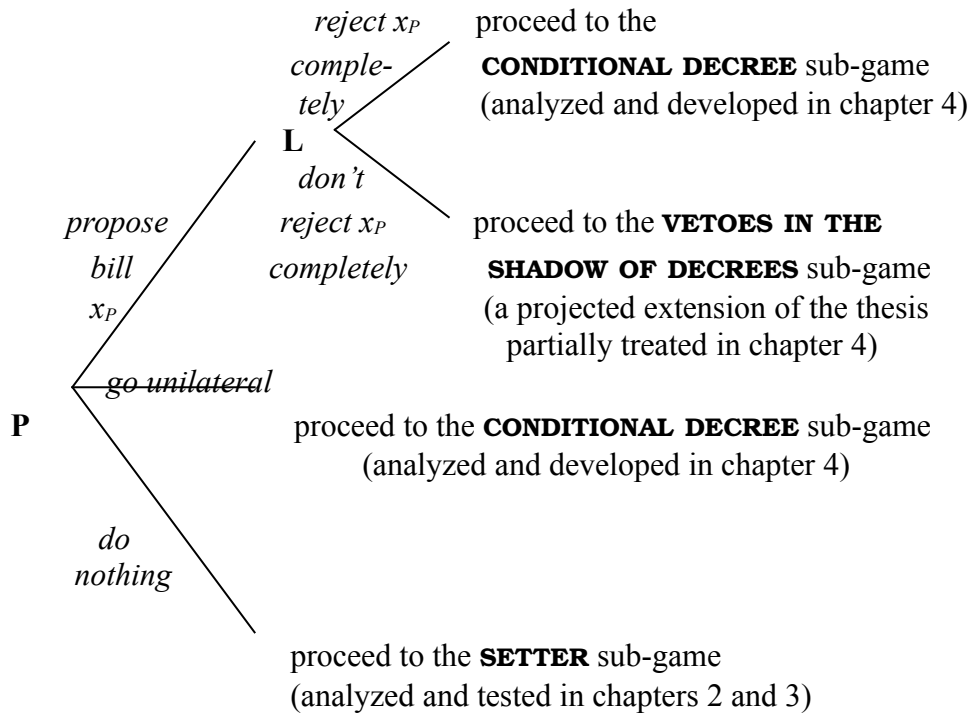 reject xP
comple-
tely
proceed to the
CONDITIONAL DECREE sub-game
(analyzed and developed in chapter 4)
L
don't
reject xP
completely
proceed to the VETOES IN THE
SHADOW OF DECREES sub-game
(a projected extension of the thesis
partially treated in chapter 4)
propose
bill
xP
go unilateral
P
proceed to the CONDITIONAL DECREE sub-game
(analyzed and developed in chapter 4)
do
nothing
proceed to the SETTER sub-game
(analyzed and tested in chapters 2 and 3)